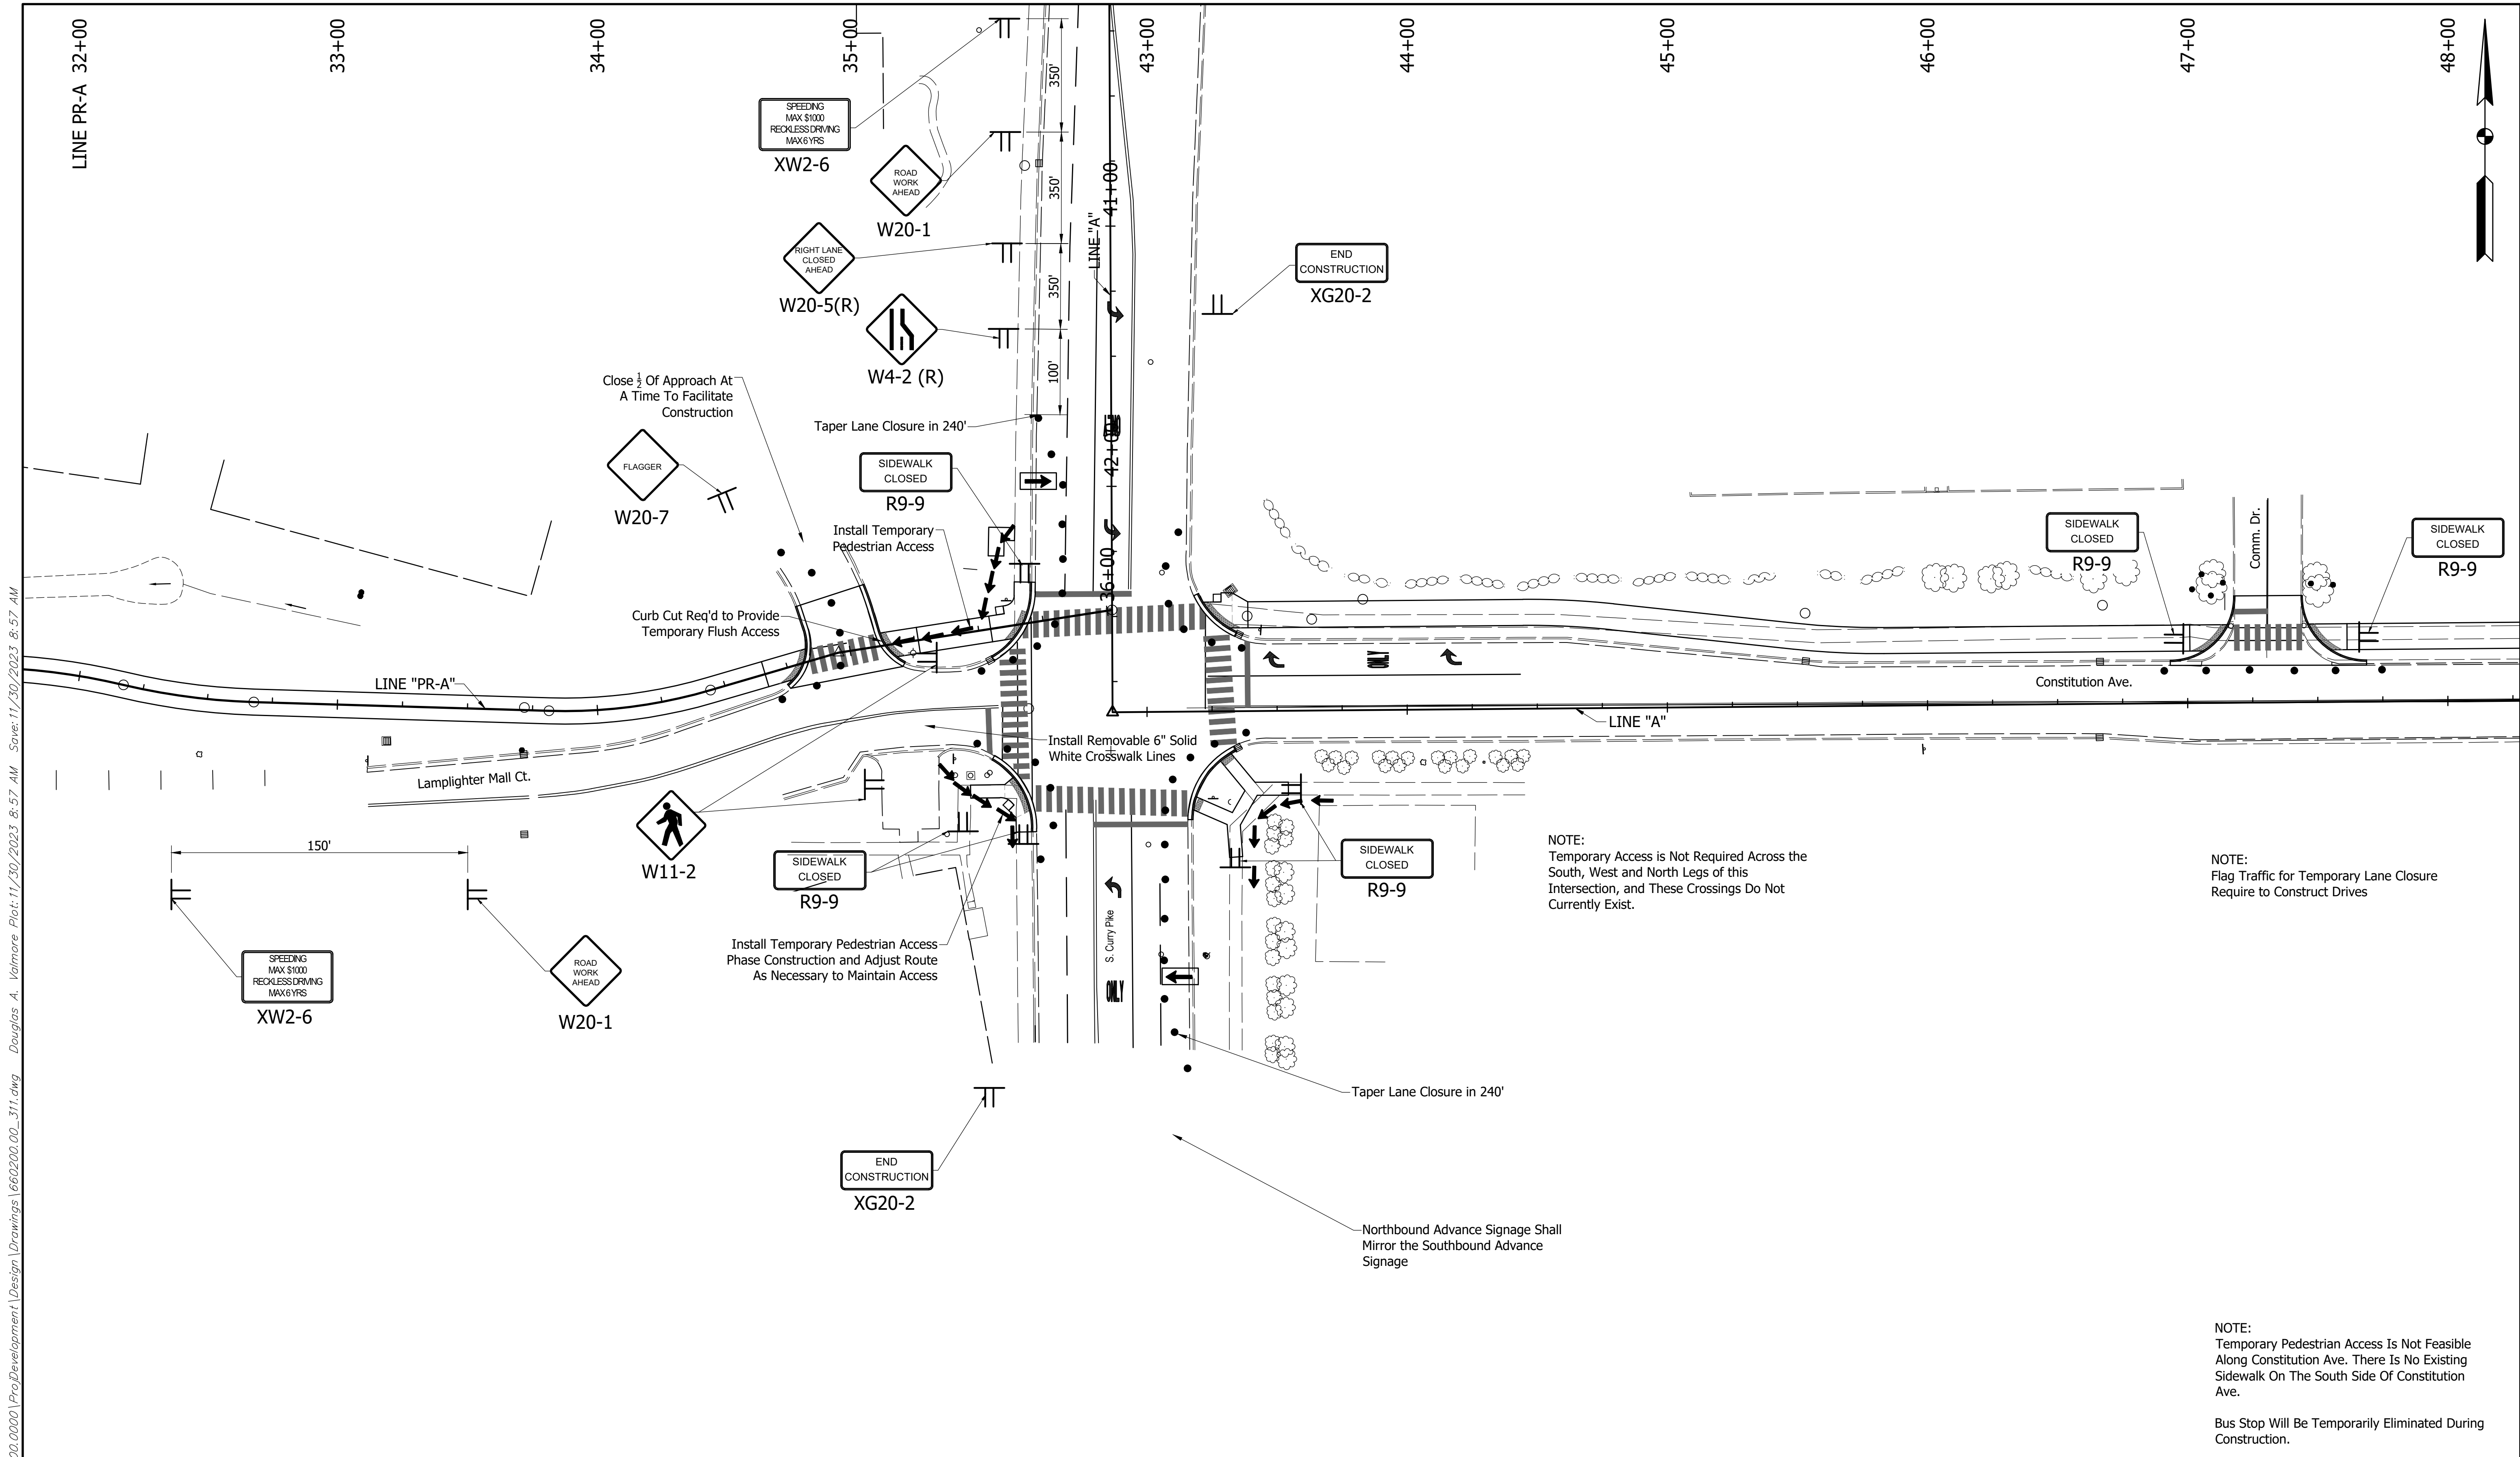 LINE PR-A 32+00
33+00
34+00
35+00
43+00
44+00
45+00
46+00
47+00
48+00
SPEEDING
MAX $1000
RECKLESS DRIVING
MAX 6 YRS
XW2-6
350'
ROAD
WORK
AHEAD
W20-1
350'
41+00
LINE "A"
RIGHT LANE
CLOSED
AHEAD
W20-5(R)
350'
END
CONSTRUCTION
XG20-2
W4-2 (R)
100'
Close ½ Of Approach At
A Time To Facilitate
Construction
Taper Lane Closure in 240'
42+00
FLAGGER
W20-7
SIDEWALK
CLOSED
R9-9
Install Temporary
Pedestrian Access
36+00
SIDEWALK
CLOSED
R9-9
Comm. Dr.
SIDEWALK
CLOSED
R9-9
Curb Cut Req'd to Provide
Temporary Flush Access
LINE "PR-A"
ONLY
Constitution Ave.
LINE "A"
Install Removable 6" Solid
White Crosswalk Lines
Lamplighter Mall Ct.
W11-2
150'
SIDEWALK
CLOSED
R9-9
SIDEWALK
CLOSED
R9-9
NOTE:
Temporary Access is Not Required Across the
South, West and North Legs of this
Intersection, and These Crossings Do Not
Currently Exist.
NOTE:
Flag Traffic for Temporary Lane Closure
Require to Construct Drives
S. Curry Pike
ONLY
Install Temporary Pedestrian Access
Phase Construction and Adjust Route
As Necessary to Maintain Access
SPEEDING
MAX $1000
RECKLESS DRIVING
MAX 6 YRS
XW2-6
ROAD
WORK
AHEAD
W20-1
Taper Lane Closure in 240'
END
CONSTRUCTION
XG20-2
Northbound Advance Signage Shall
Mirror the Southbound Advance
Signage
NOTE:
Temporary Pedestrian Access Is Not Feasible
Along Constitution Ave. There Is No Existing
Sidewalk On The South Side Of Constitution
Ave.
Bus Stop Will Be Temporarily Eliminated During
Construction.
00.0000\ProjDevelopment\Design\Drawings\660200.00_311.dwg Douglas A. Valmore Plot: 11/30/2023 8:57 AM Save: 11/30/2023 8:57 AM